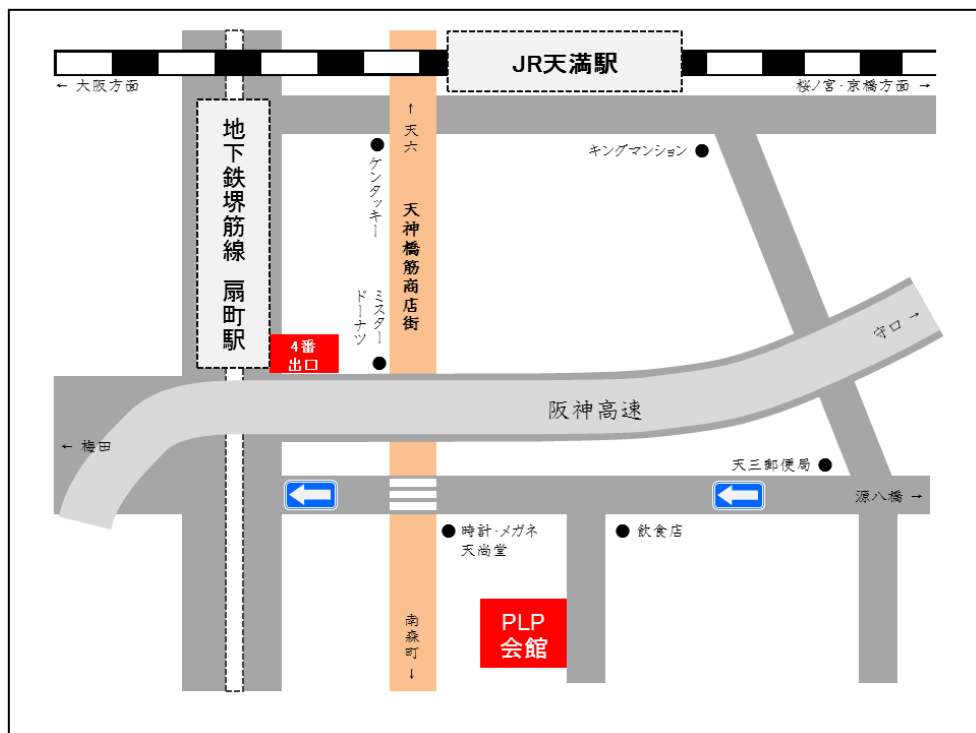 JR天満駅
← 大阪方面
桜ノ宮・京橋方面 →
地下鉄堺筋線 扇町駅
↑
天六
ケンタッキー
キングマンション
天神橋筋商店街
ミスター
ドーナツ
4番
出口
守口 →
阪神高速
← 梅田
天三郵便局
源八橋 →
時計・メガネ
天尚堂
飲食店
PLP
会館
南森町
↓